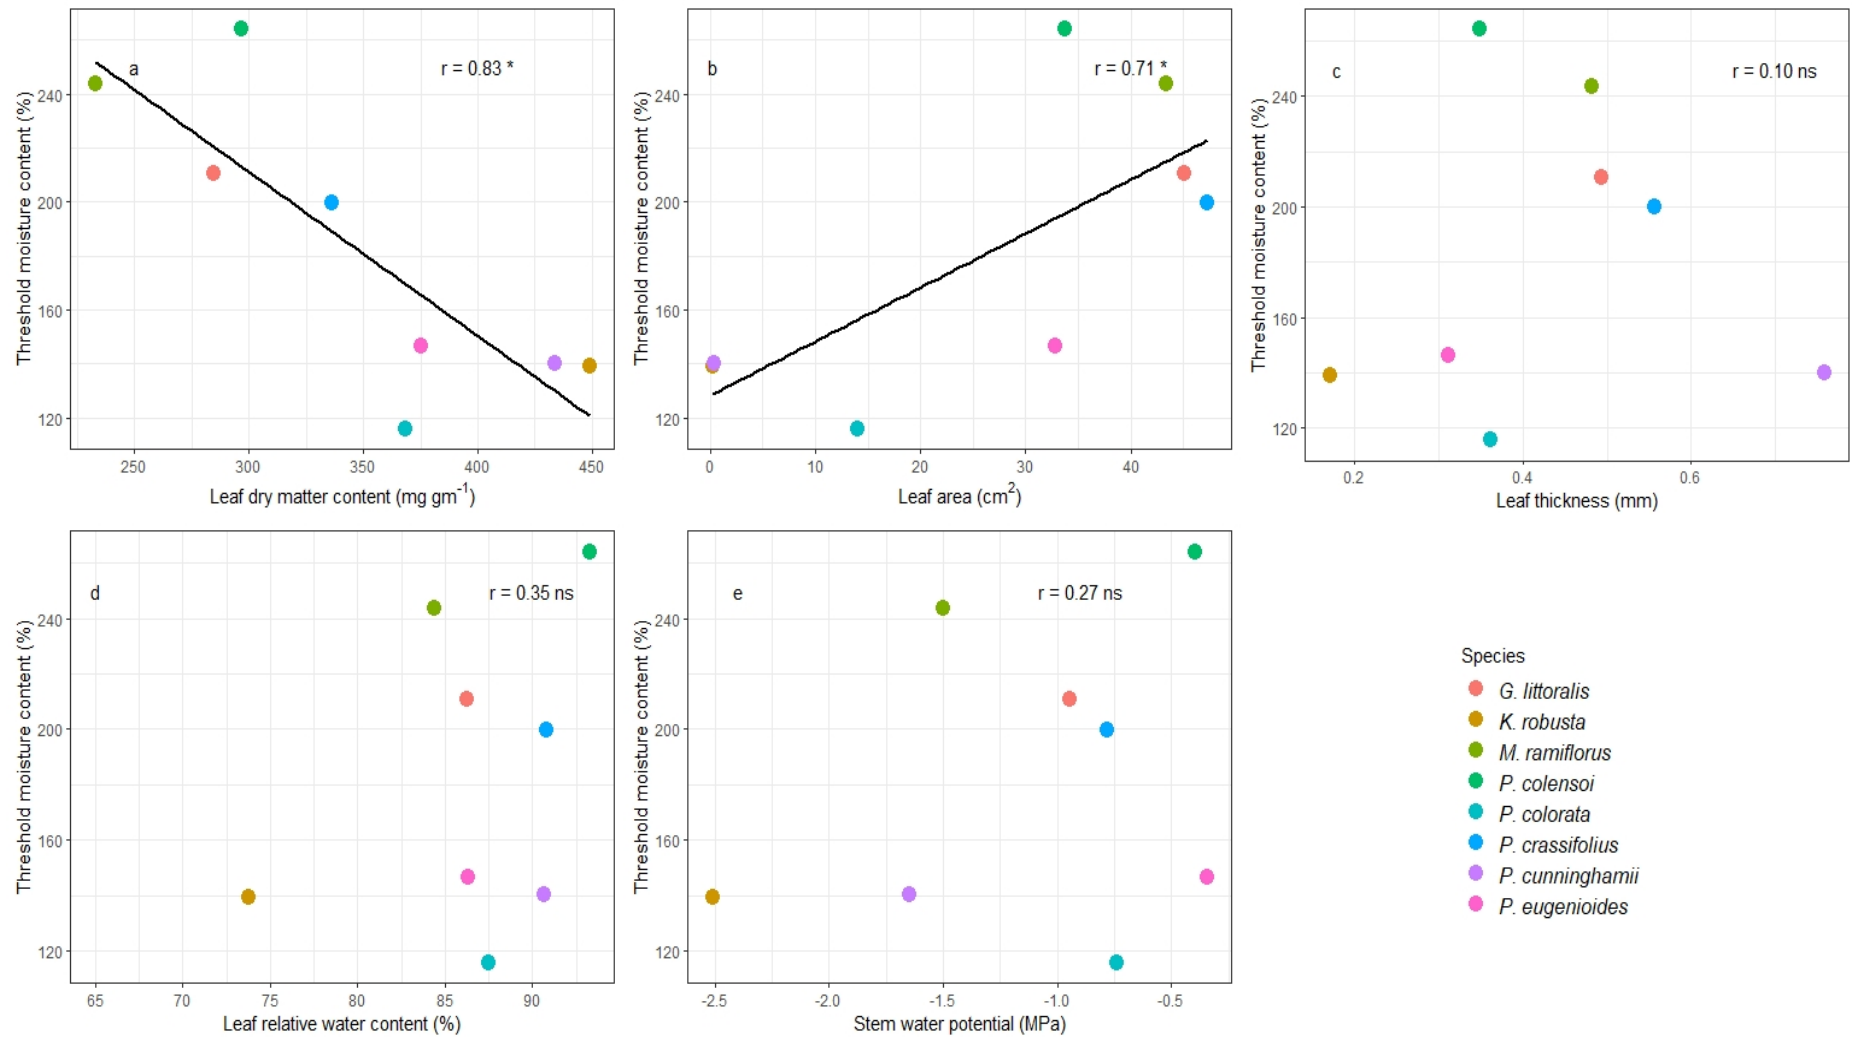 a
r = 0.83 *
Threshold moisture content (%)
240
200
160
120
250
300
350
400
450
Leaf dry matter content (mg gm⁻¹)
b
r = 0.71 *
Threshold moisture content (%)
240
200
160
120
0
10
20
30
40
Leaf area (cm²)
c
r = 0.10 ns
Threshold moisture content (%)
240
200
160
120
0.2
0.4
0.6
Leaf thickness (mm)
d
r = 0.35 ns
Threshold moisture content (%)
240
200
160
120
65
70
75
80
85
90
Leaf relative water content (%)
e
r = 0.27 ns
Threshold moisture content (%)
240
200
160
120
-2.5
-2.0
-1.5
-1.0
-0.5
Stem water potential (MPa)
Species
G. littoralis
K. robusta
M. ramiflorus
P. colensoi
P. colorata
P. crassifolius
P. cunninghamii
P. eugenioides